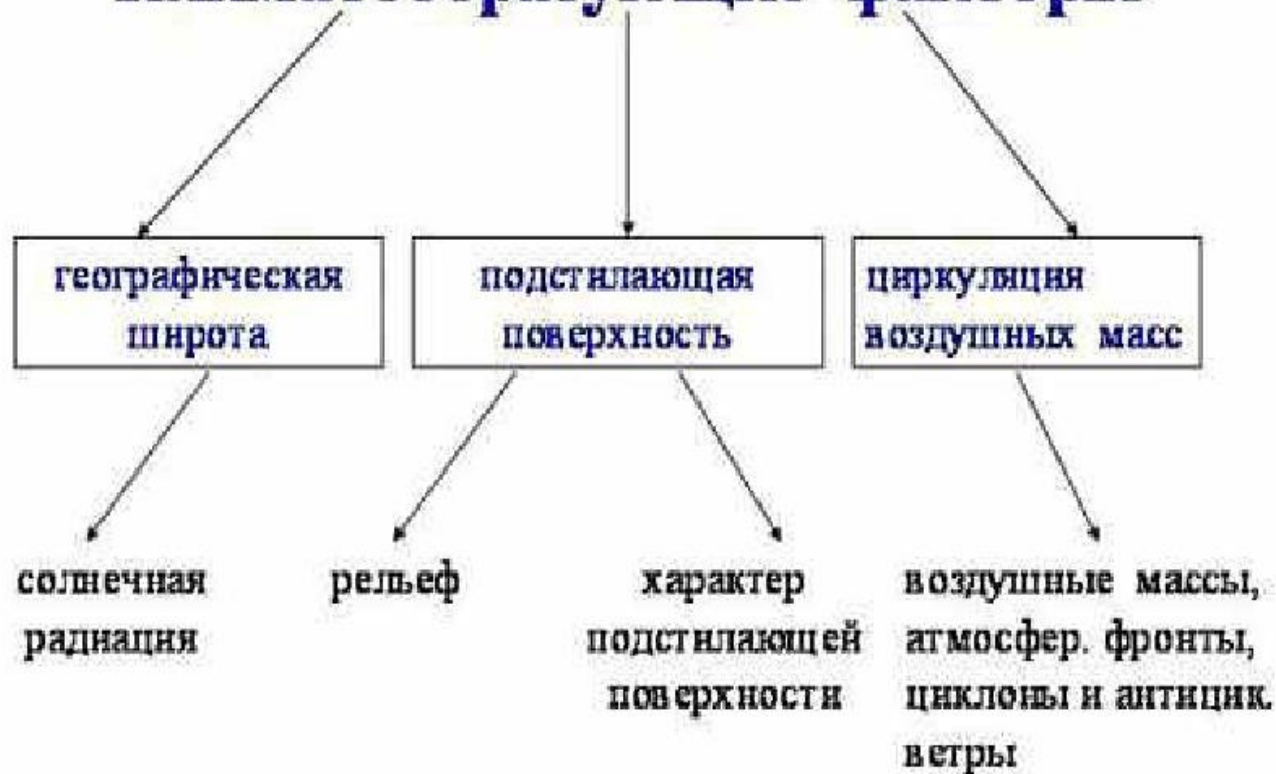 географическая
широта
подстилающая
поверхность
циркуляция
воздушных масс
солнечная
радиация
рельеф
характер
подстилающей
поверхности
воздушные массы,
атмосфер. фронты,
циклоны и антицик.
ветры